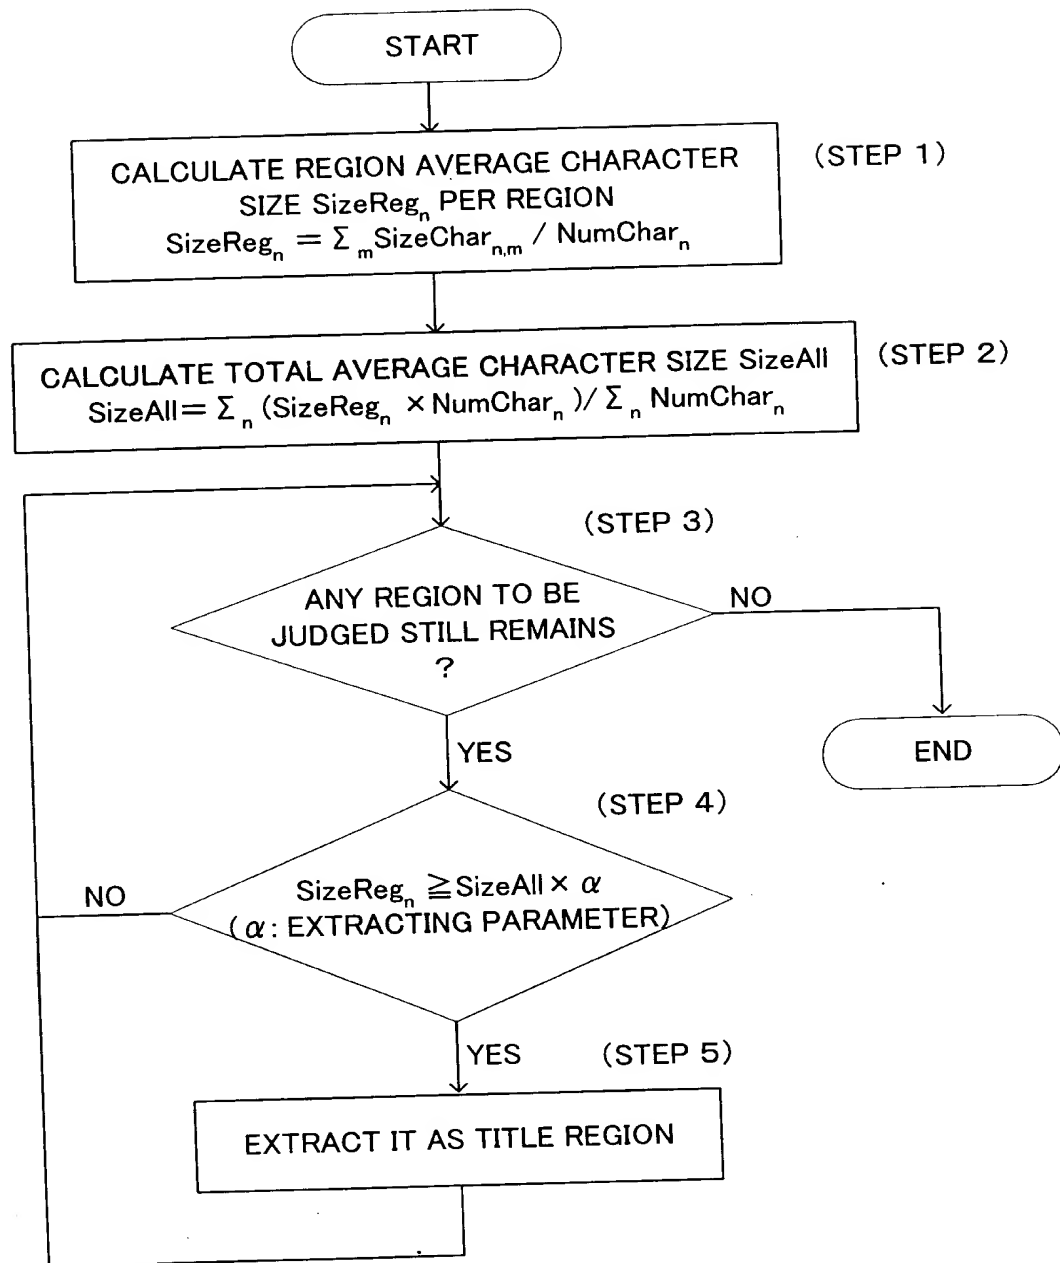 START
CALCULATE REGION AVERAGE CHARACTER
SIZE SizeRegₙ PER REGION
SizeRegₙ = Σₘ SizeCharₙ,ₘ / NumCharₙ
(STEP 1)
CALCULATE TOTAL AVERAGE CHARACTER SIZE SizeAll
SizeAll = Σₙ (SizeRegₙ × NumCharₙ) / Σₙ NumCharₙ
(STEP 2)
(STEP 3)
ANY REGION TO BE
JUDGED STILL REMAINS
?
NO
YES
END
(STEP 4)
SizeRegₙ ≧ SizeAll × α
(α: EXTRACTING PARAMETER)
NO
YES
(STEP 5)
EXTRACT IT AS TITLE REGION